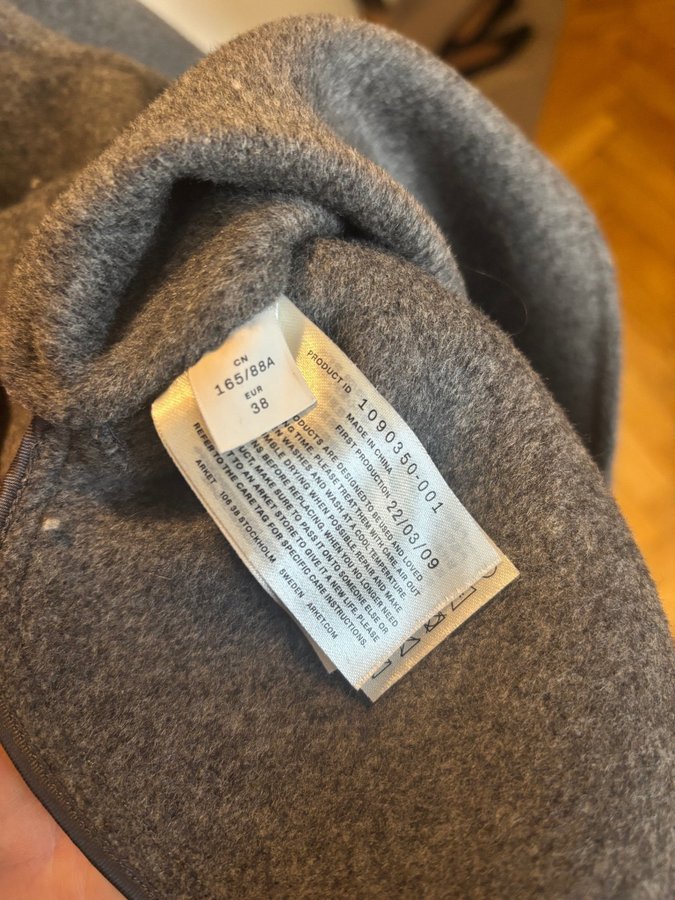 CN
165/88A
EUR
38
PRODUCT ID 1090350-001
MADE IN CHINA
FIRST PRODUCTION 22/03/09
PRODUCTS ARE DESIGNED TO BE USED AND LOVED
TIME. PLEASE TREAT THEM WITH CARE, AIR OUT
WASHES AND WASH AT A COOL TEMPERATURE.
DRYING WHEN POSSIBLE. REPAIR AND MAKE
BEFORE REPLACING. WHEN YOU NO LONGER NEED
MAKE SURE TO PASS IT ON TO SOMEONE ELSE OR
TO AN ARKET STORE TO GIVE IT A NEW LIFE. PLEASE
REFER TO THE CARE TAG FOR SPECIFIC CARE INSTRUCTIONS.
ARKET 106 38 STOCKHOLM SWEDEN ARKET.COM